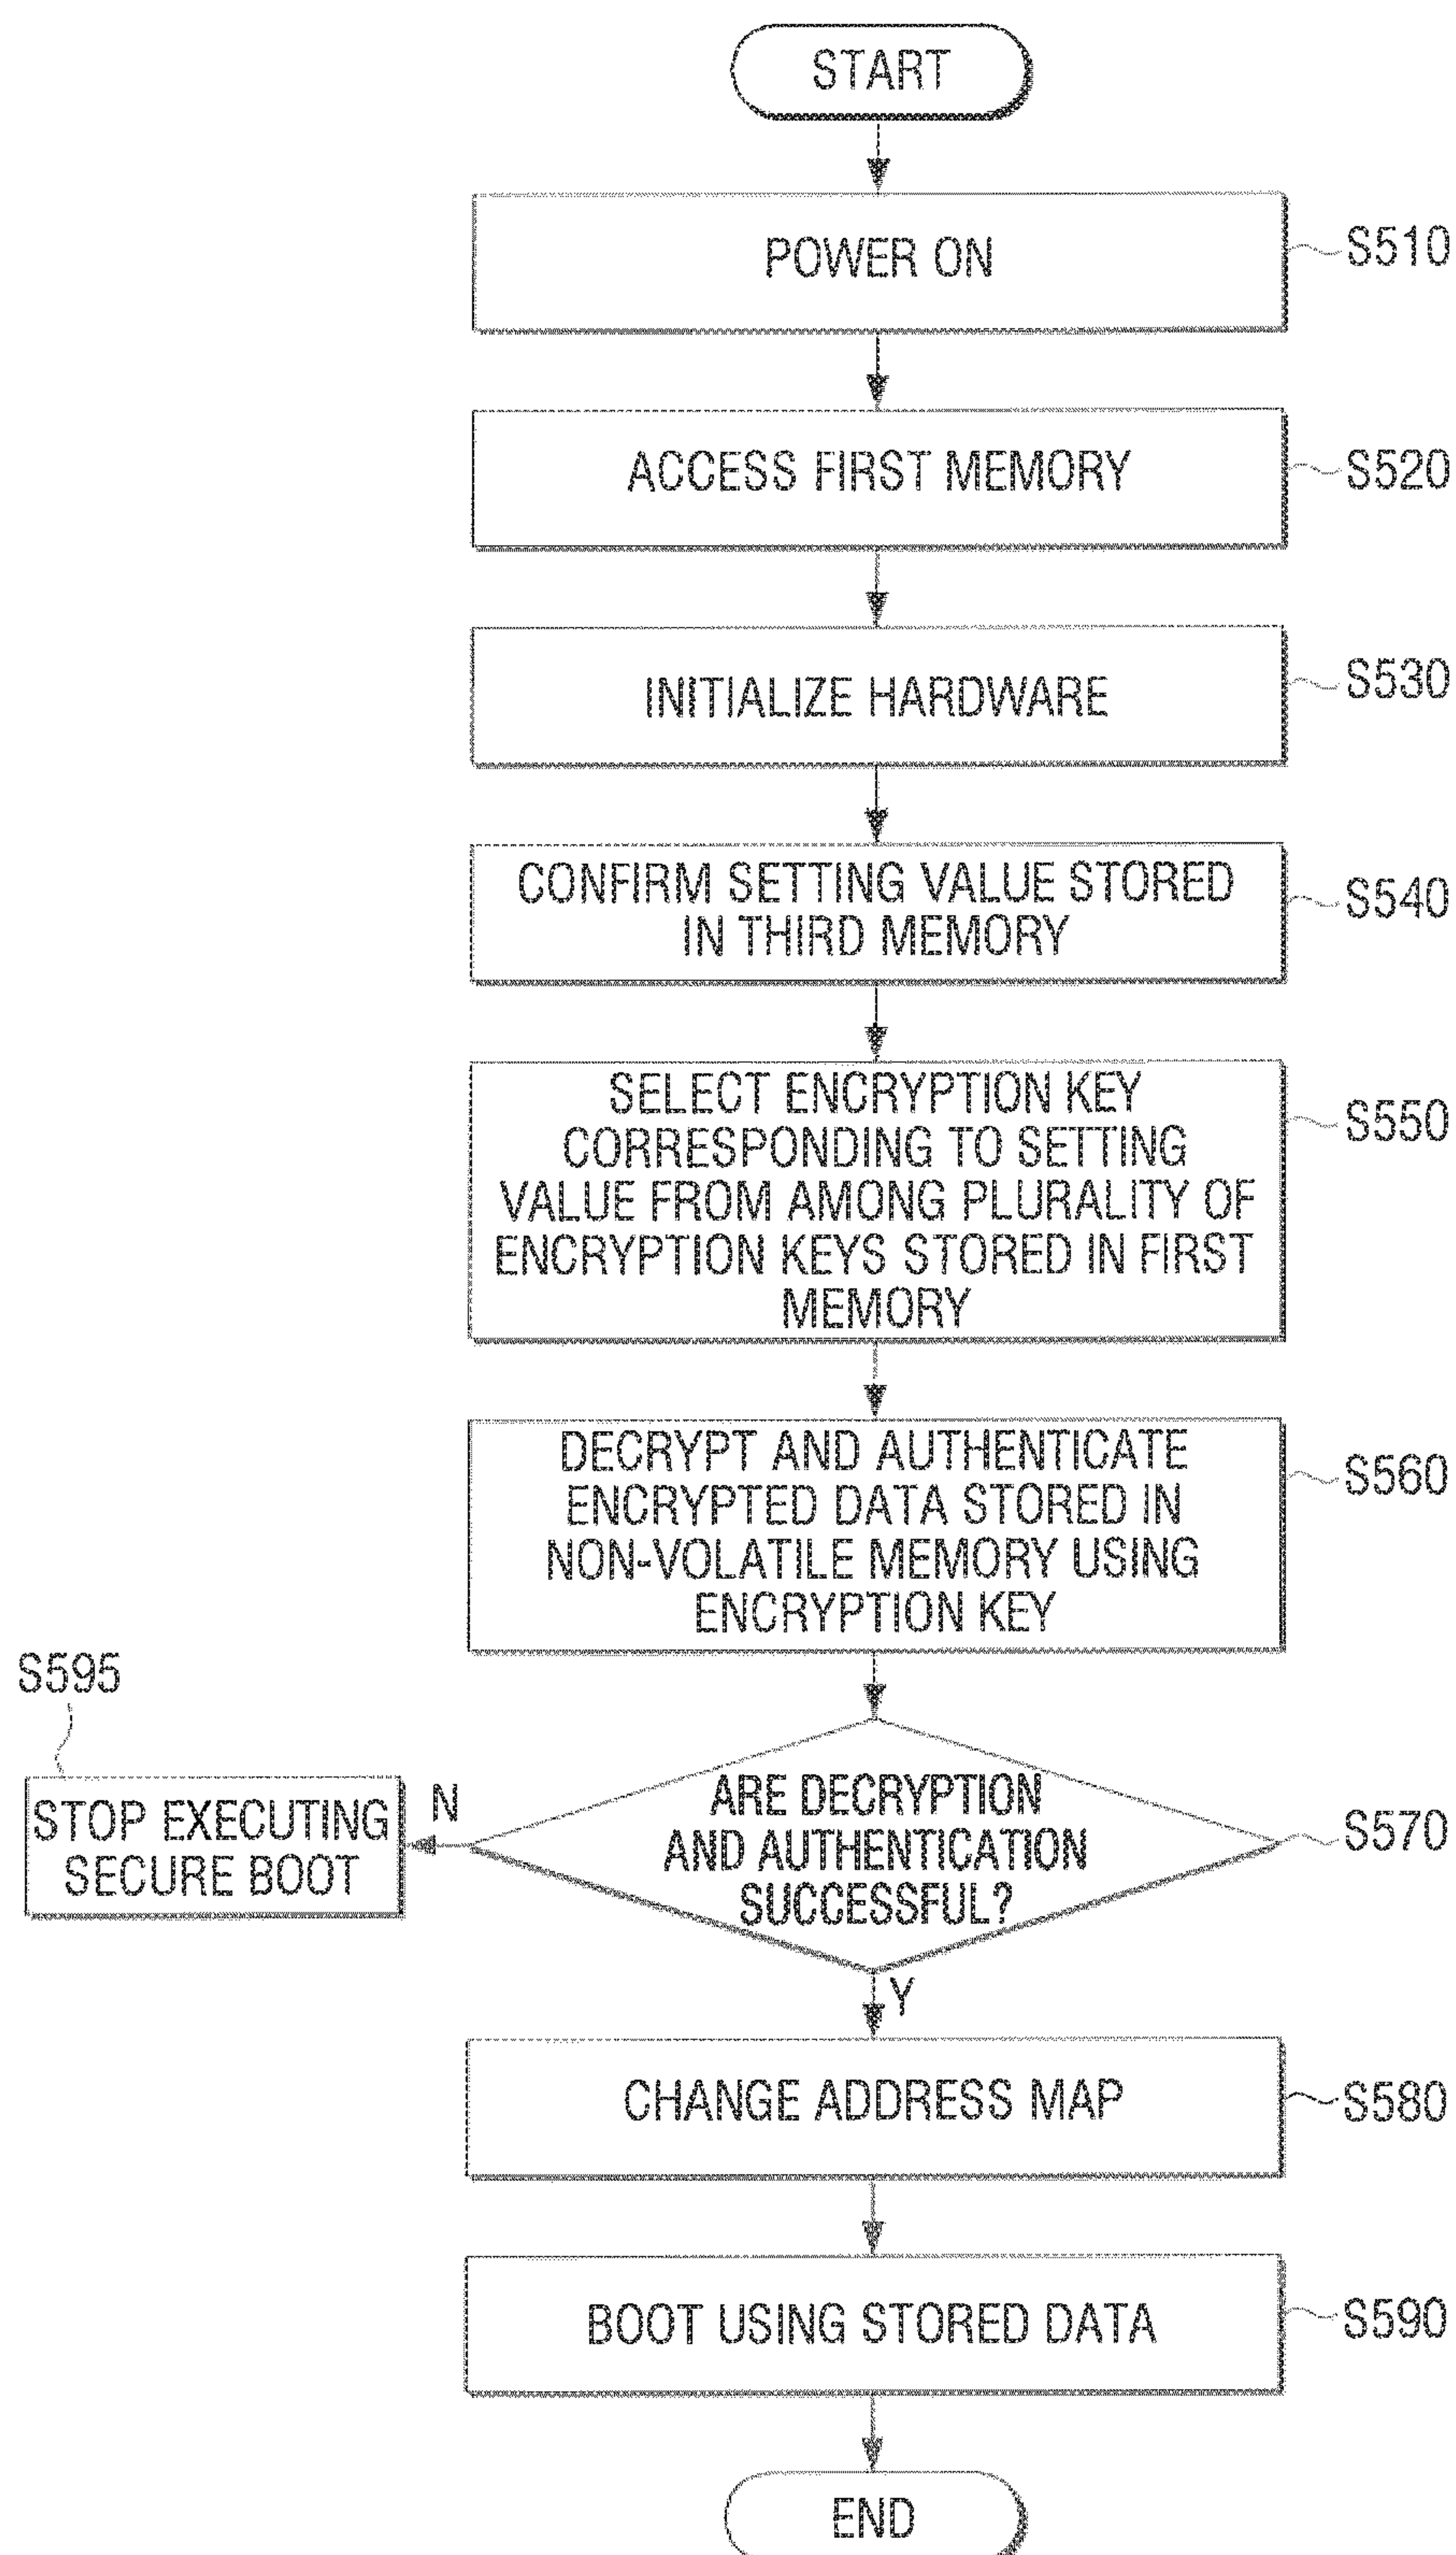 START
POWER ON
S510
ACCESS FIRST MEMORY
S520
INITIALIZE HARDWARE
S530
CONFIRM SETTING VALUE STORED
IN THIRD MEMORY
S540
SELECT ENCRYPTION KEY
CORRESPONDING TO SETTING
VALUE FROM AMONG PLURALITY OF
ENCRYPTION KEYS STORED IN FIRST
MEMORY
S550
DECRYPT AND AUTHENTICATE
ENCRYPTED DATA STORED IN
NON-VOLATILE MEMORY USING
ENCRYPTION KEY
S560
S595
STOP EXECUTING
SECURE BOOT
N
ARE DECRYPTION
AND AUTHENTICATION
SUCCESSFUL?
S570
Y
CHANGE ADDRESS MAP
S580
BOOT USING STORED DATA
S590
END